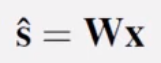 ŝ = Wx